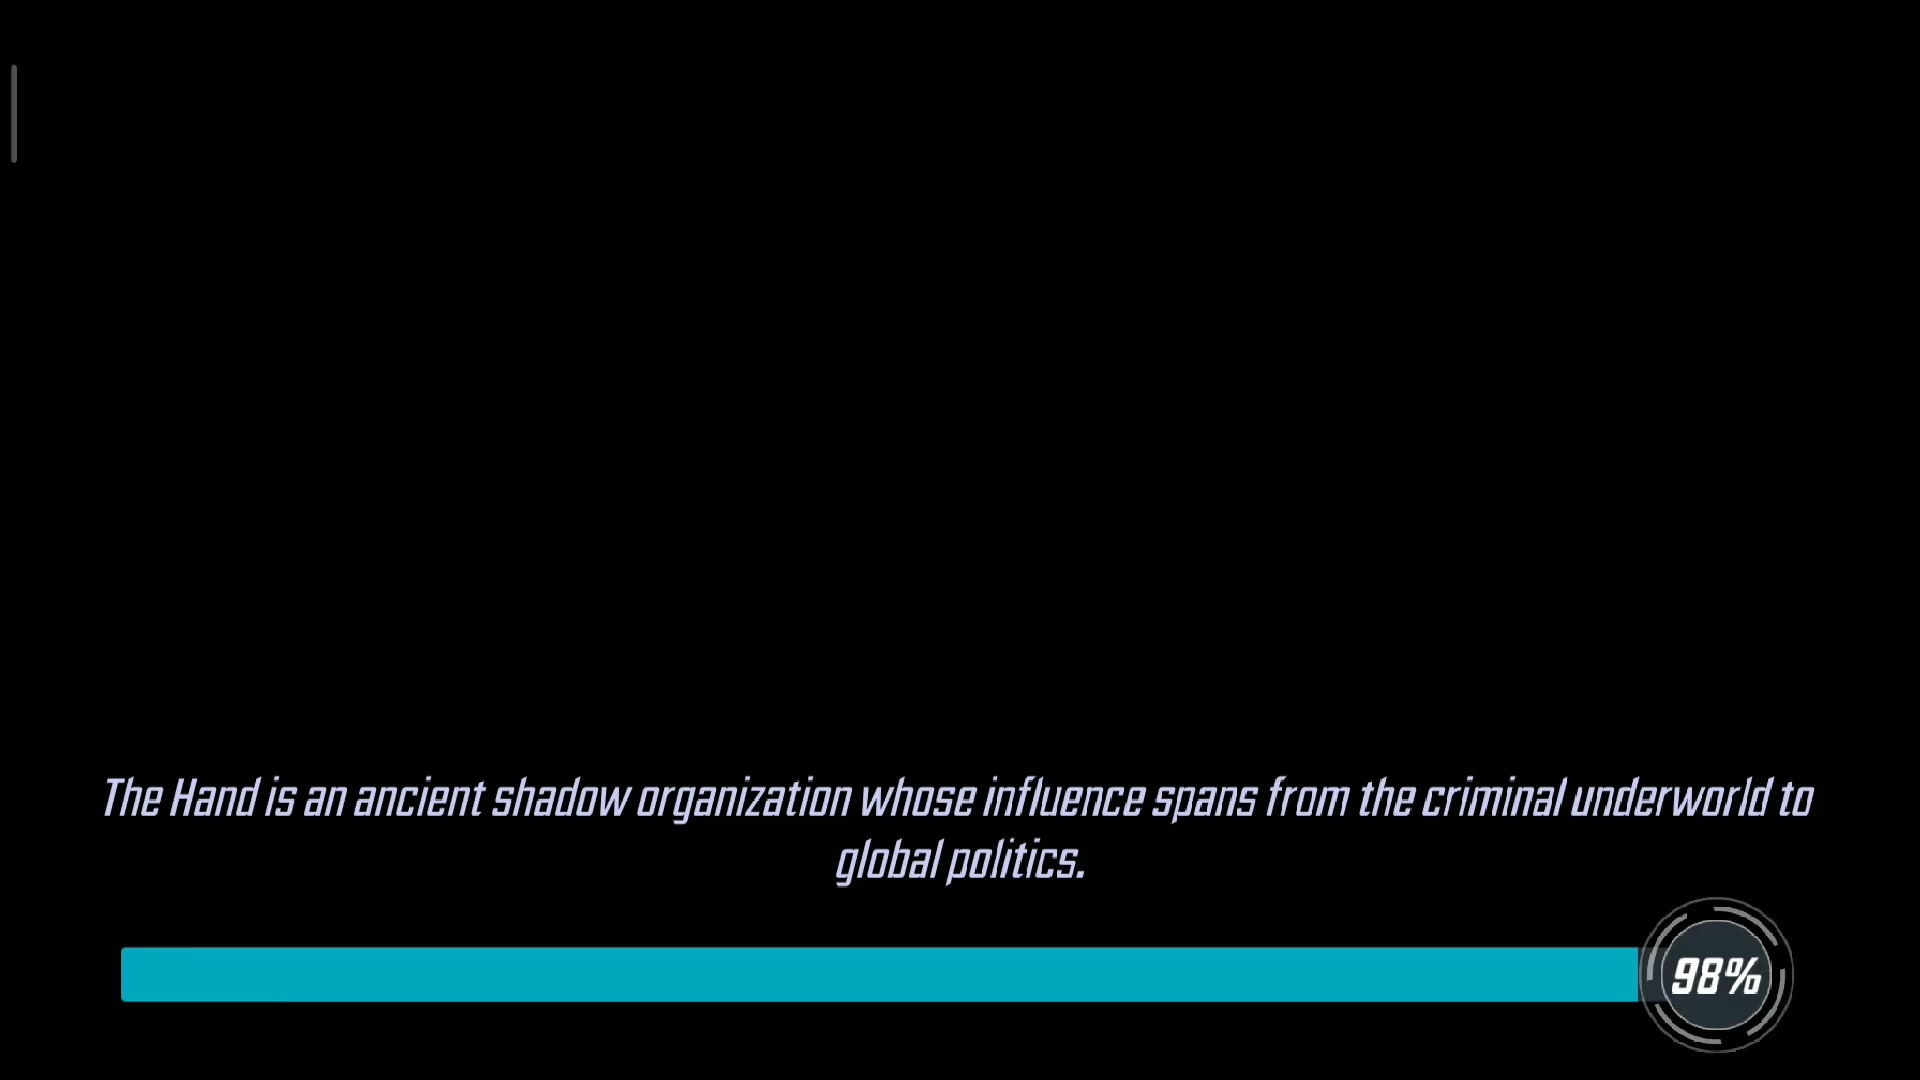 The Hand is an ancient shadow organization whose influence spans from the criminal underworld to
global politics.
98%